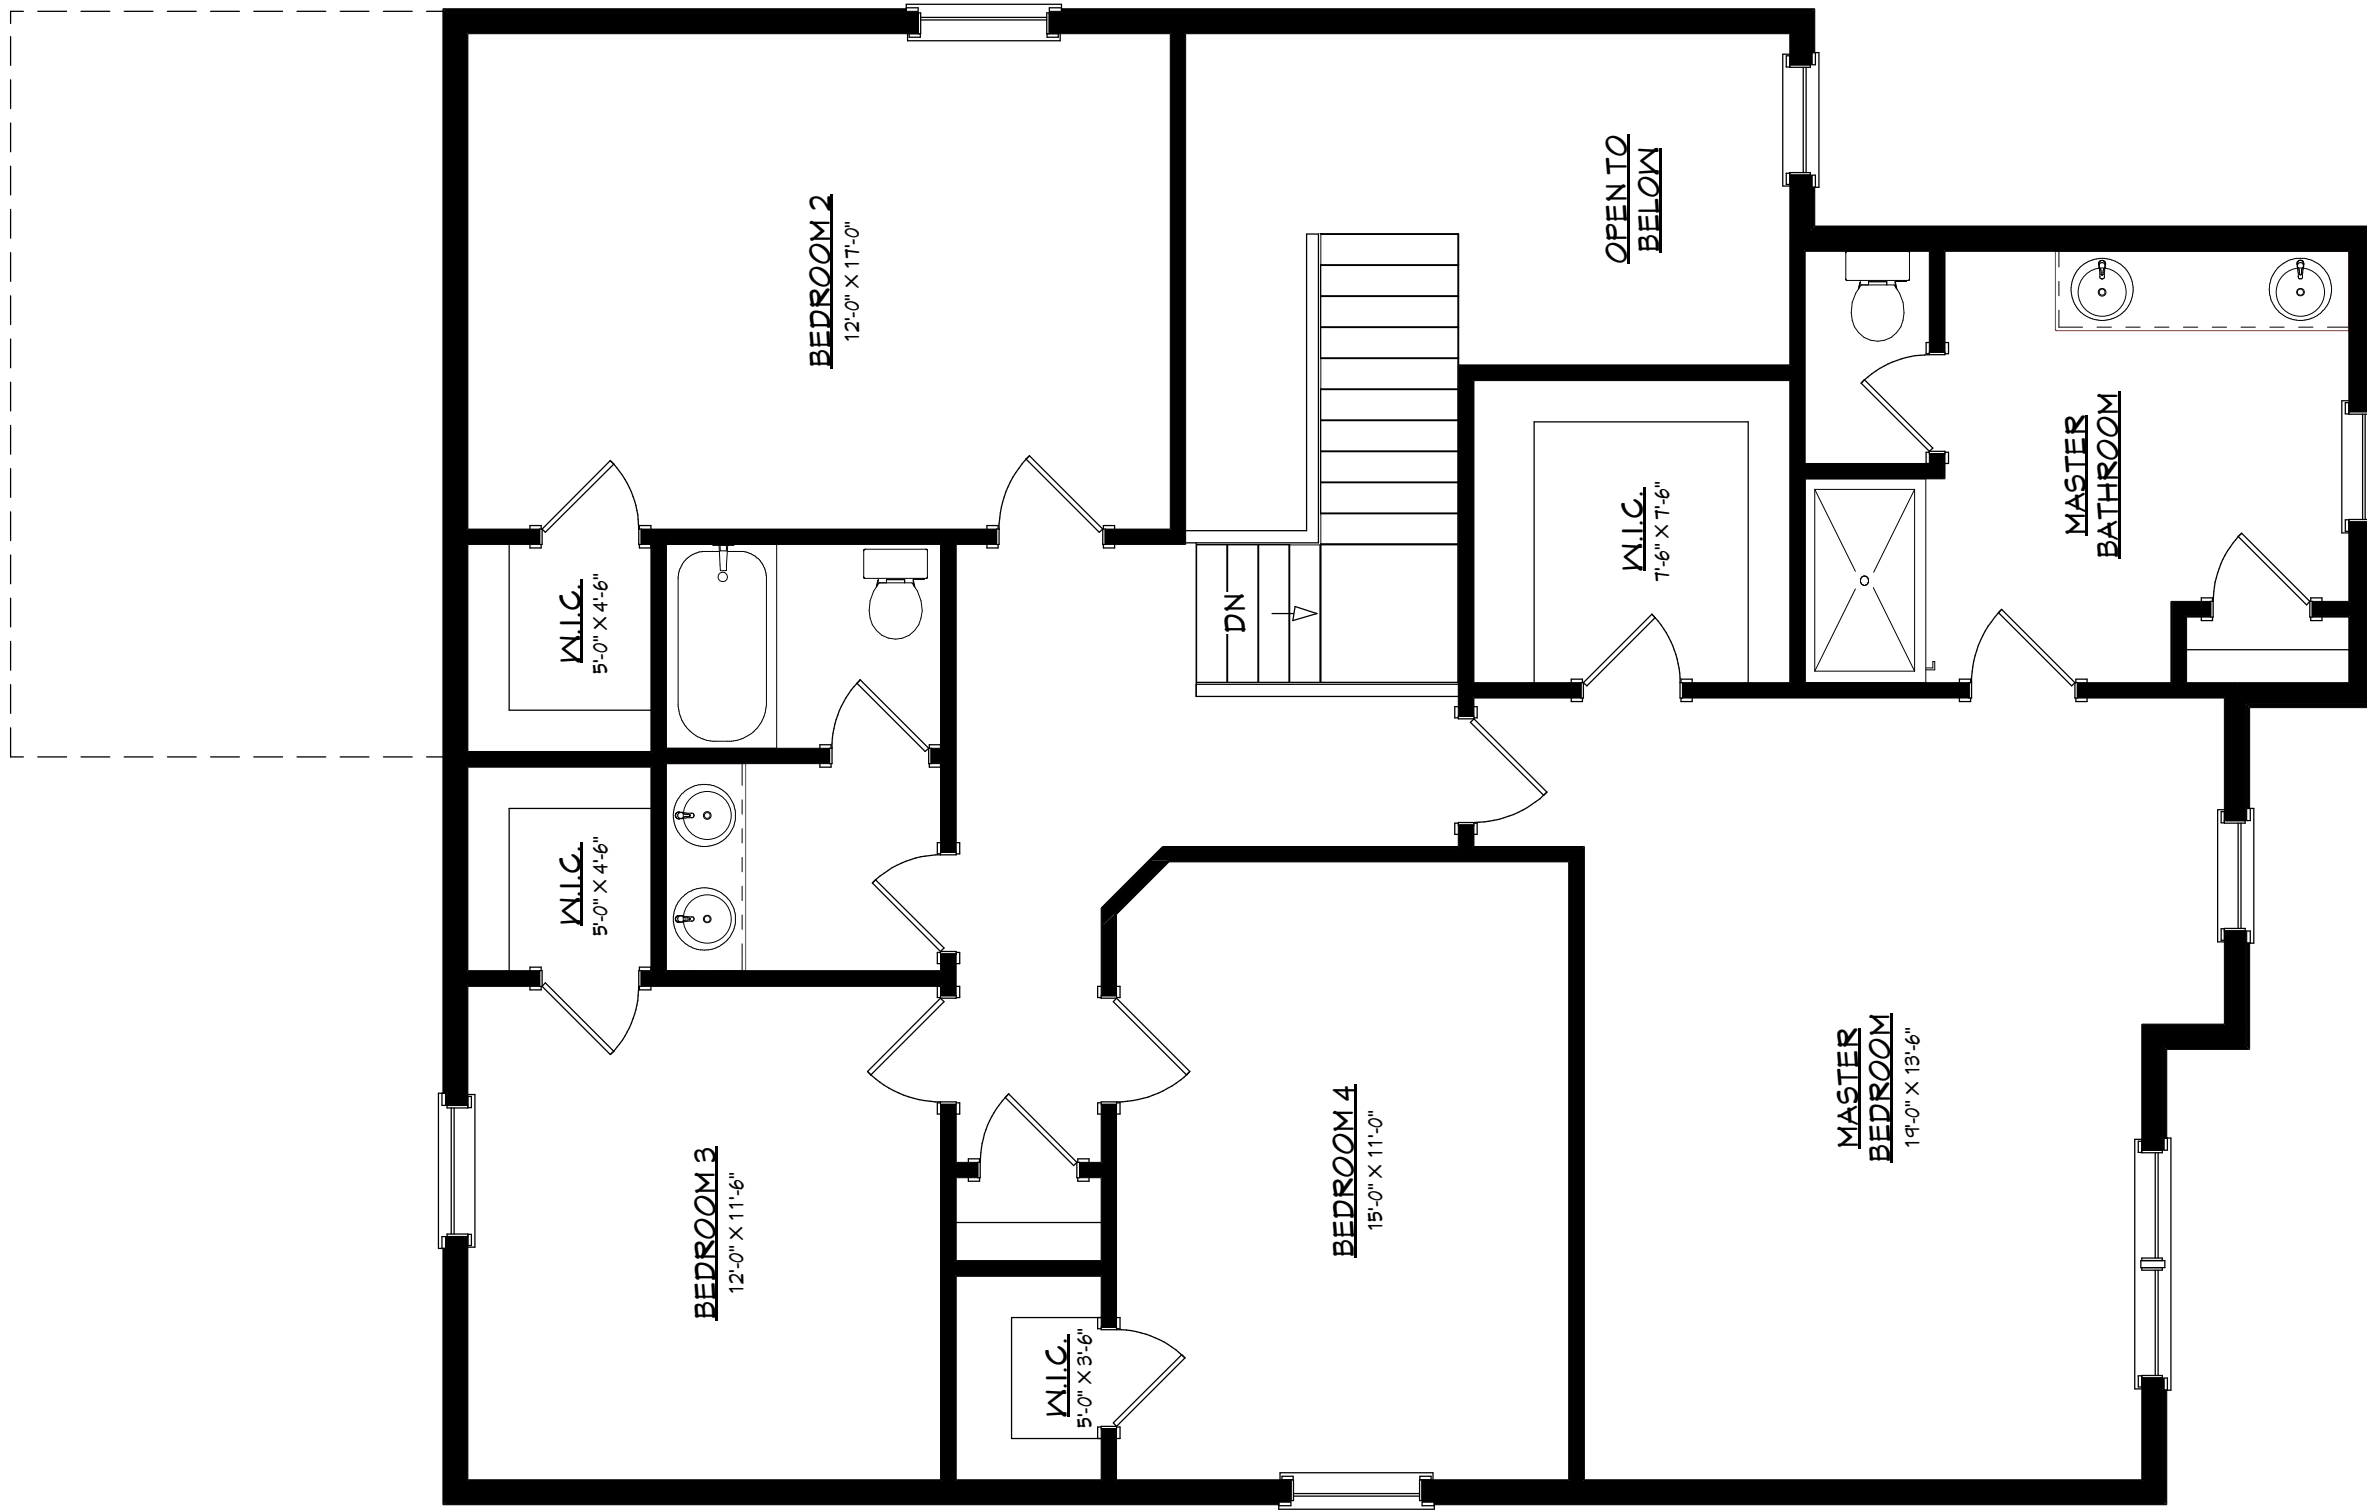 BEDROOM 2
12'-0" X 17'-0"
OPEN TO
BELOW
W.I.C.
5'-0" X 4'-6"
DN
W.I.C.
7'-6" X 7'-6"
MASTER
BATHROOM
W.I.C.
5'-0" X 4'-6"
BEDROOM 3
12'-0" X 11'-6"
W.I.C.
5'-0" X 3'-6"
BEDROOM 4
15'-0" X 11'-0"
MASTER
BEDROOM
19'-0" X 13'-6"